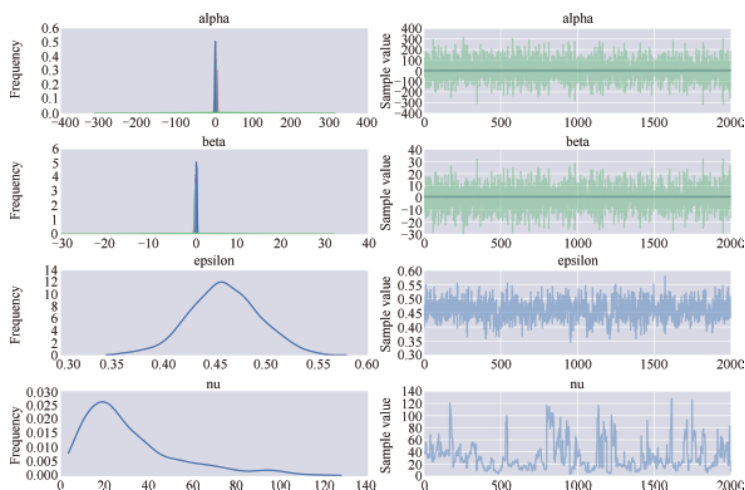 alpha
Frequency
0.6
0.5
0.4
0.3
0.2
0.1
0.0
−400 −300 −200 −100 0 100 200 300 400
alpha
Sample value
400
300
200
100
0
−100
−200
−300
−400
0 500 1000 1500 2000
beta
Frequency
6
5
4
3
2
1
0
−30 −20 −10 0 10 20 30 40
beta
Sample value
40
30
20
10
0
−10
−20
−30
0 500 1000 1500 2000
epsilon
Frequency
14
12
10
8
6
4
2
0
0.30 0.35 0.40 0.45 0.50 0.55 0.60
epsilon
Sample value
0.60
0.55
0.50
0.45
0.40
0.35
0.30
0 500 1000 1500 2000
nu
Frequency
0.030
0.025
0.020
0.015
0.010
0.005
0.000
0 20 40 60 80 100 120 140
nu
Sample value
140
120
100
80
60
40
20
0
0 500 1000 1500 2000